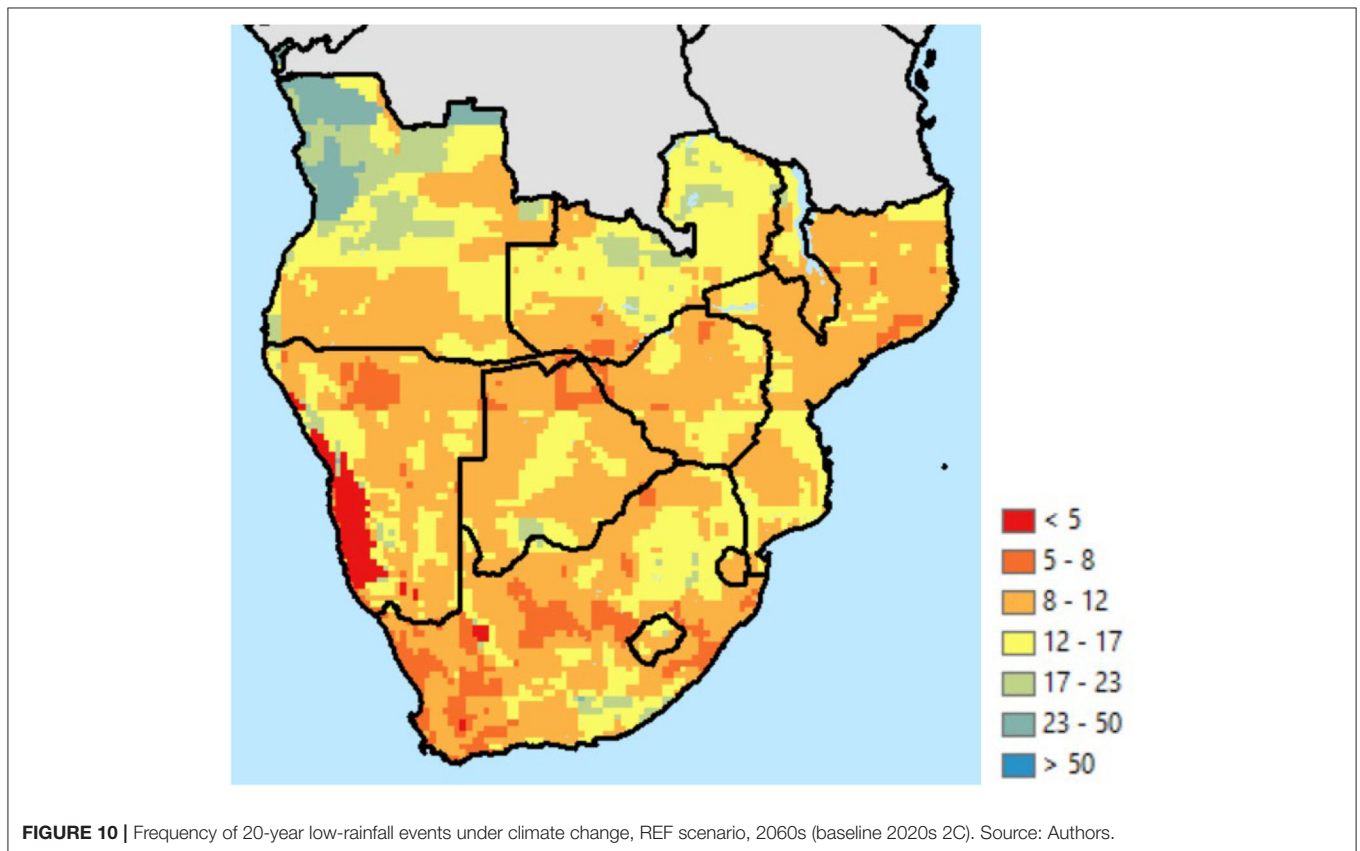 < 5
5 - 8
8 - 12
12 - 17
17 - 23
23 - 50
> 50
FIGURE 10 | Frequency of 20-year low-rainfall events under climate change, REF scenario, 2060s (baseline 2020s 2C). Source: Authors.